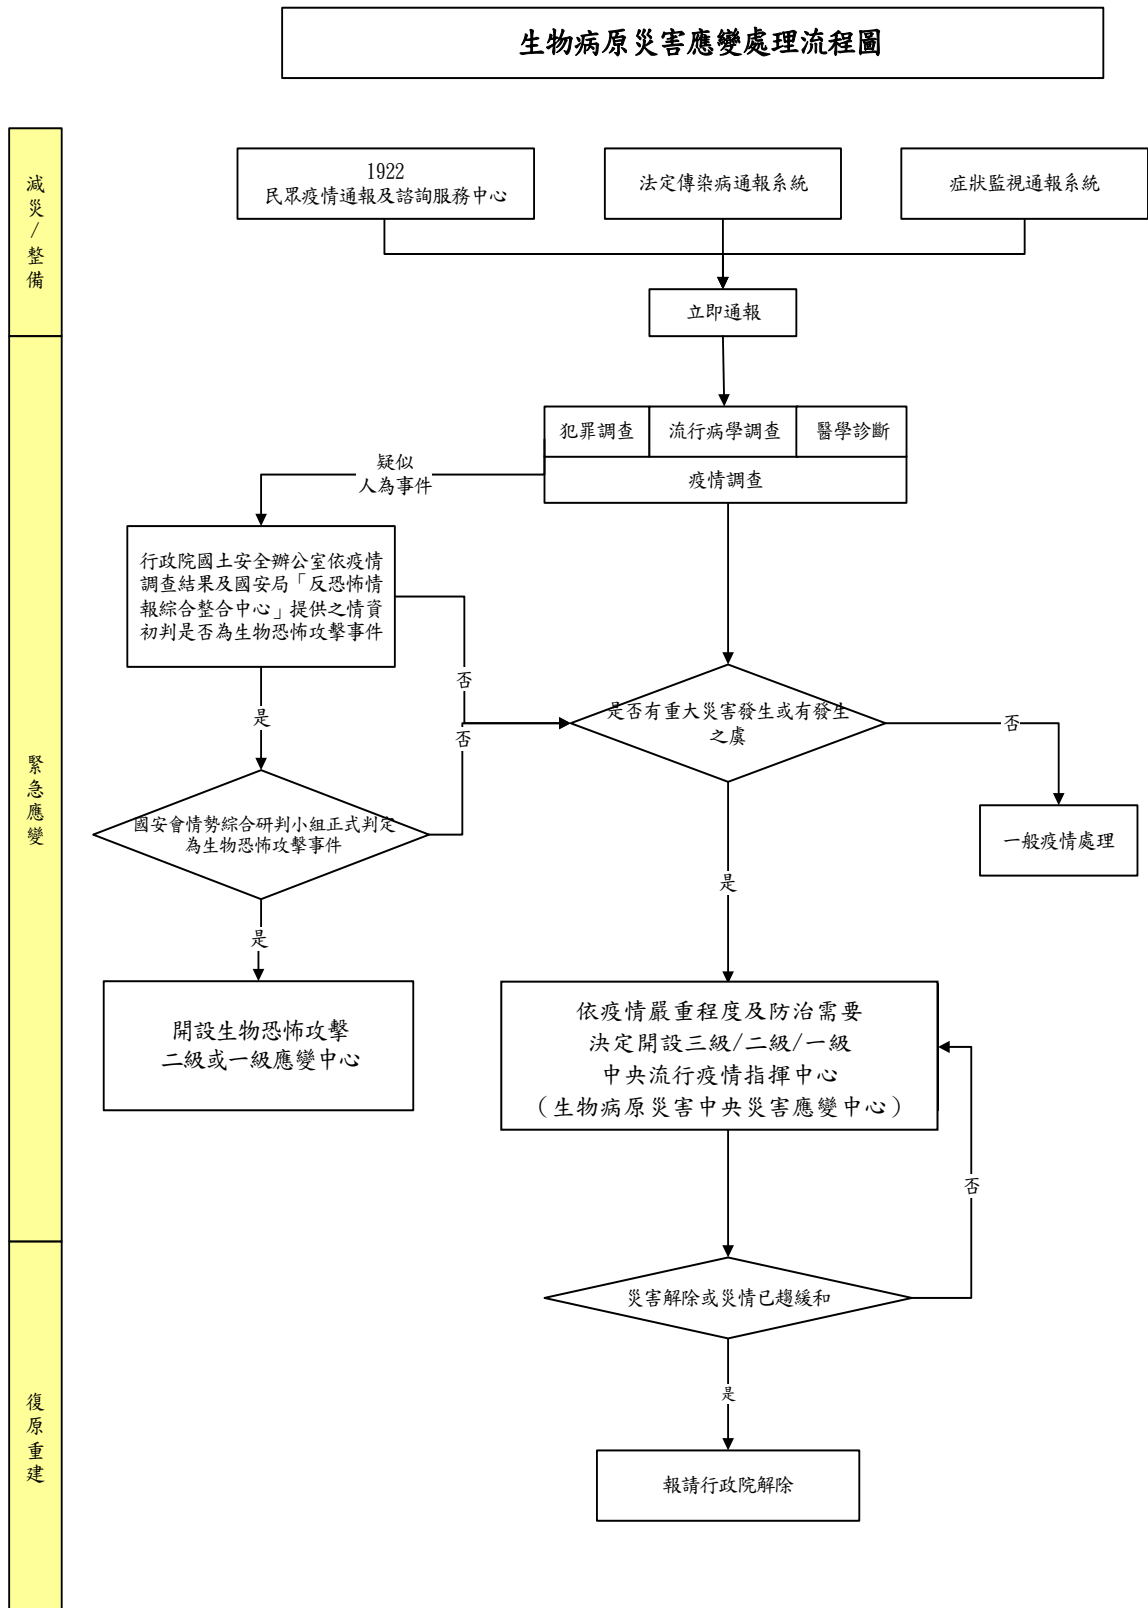 生物病原災害應變處理流程圖
減災/整備
1922
民眾疫情通報及諮詢服務中心
法定傳染病通報系統
症狀監視通報系統
立即通報
緊急應變
犯罪調查
流行病學調查
醫學診斷
疫情調查
疑似
人為事件
行政院國土安全辦公室依疫情
調查結果及國安局「反恐怖情
報綜合整合中心」提供之情資
初判是否為生物恐怖攻擊事件
否
是
否
是否有重大災害發生或有發生
之虞
否
國安會情勢綜合研判小組正式判定
為生物恐怖攻擊事件
一般疫情處理
是
是
開設生物恐怖攻擊
二級或一級應變中心
依疫情嚴重程度及防治需要
決定開設三級/二級/一級
中央流行疫情指揮中心
（生物病原災害中央災害應變中心）
否
災害解除或災情已趨緩和
是
復原重建
報請行政院解除